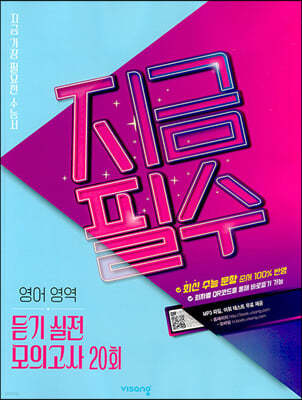 지금 가장 필요한 수능서
지금
필수
영어 영역
듣기 실전
모의고사 20회
최신 수능 문항 순서 100% 반영
회차별 QR코드를 통해 바로듣기 가능
MP3 파일, 어휘 테스트 무료 제공
visang